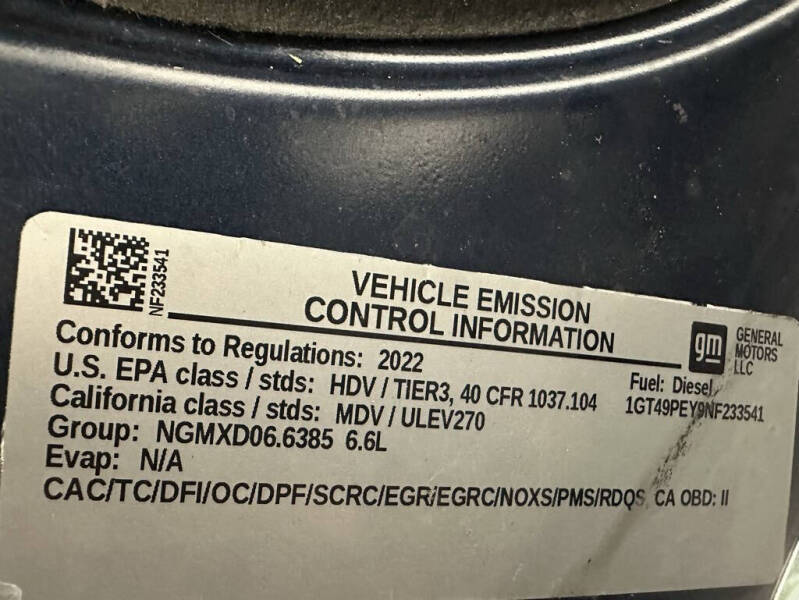 NF233541
VEHICLE EMISSION
CONTROL INFORMATION
gm
GENERAL
MOTORS
LLC
Conforms to Regulations: 2022
U.S. EPA class / stds: HDV / TIER3, 40 CFR 1037.104
California class / stds: MDV / ULEV270
Group: NGMXD06.6385 6.6L
Evap: N/A
Fuel: Diesel
1GT49PEY9NF233541
CAC/TC/DFI/OC/DPF/SCRC/EGR/EGRC/NOXS/PMS/RDQS, CA OBD: II